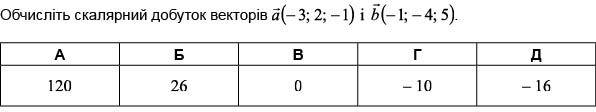 Обчисліть скалярний добуток векторів a⃗(−3; 2; −1) і b⃗(−1; −4; 5).
А Б В Г Д
120 26 0 −10 −16